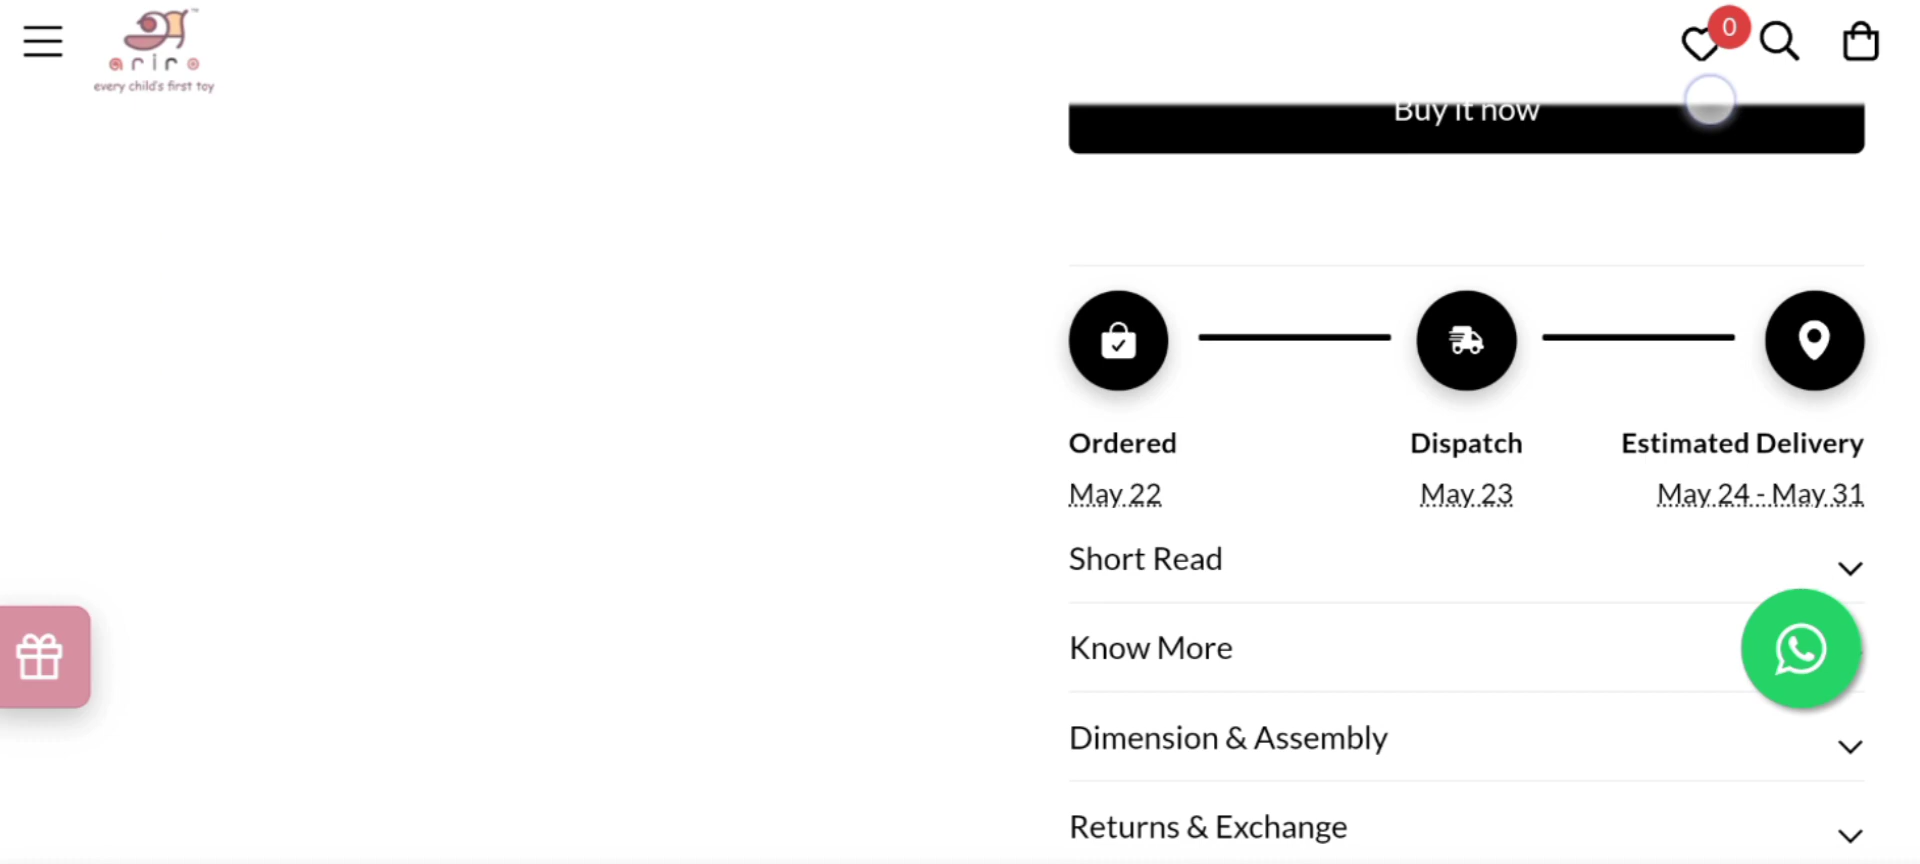 ariro
every child's first toy
0
Buy it now
Ordered
Dispatch
Estimated Delivery
May 22
May 23
May 24 - May 31
Short Read
Know More
Dimension & Assembly
Returns & Exchange